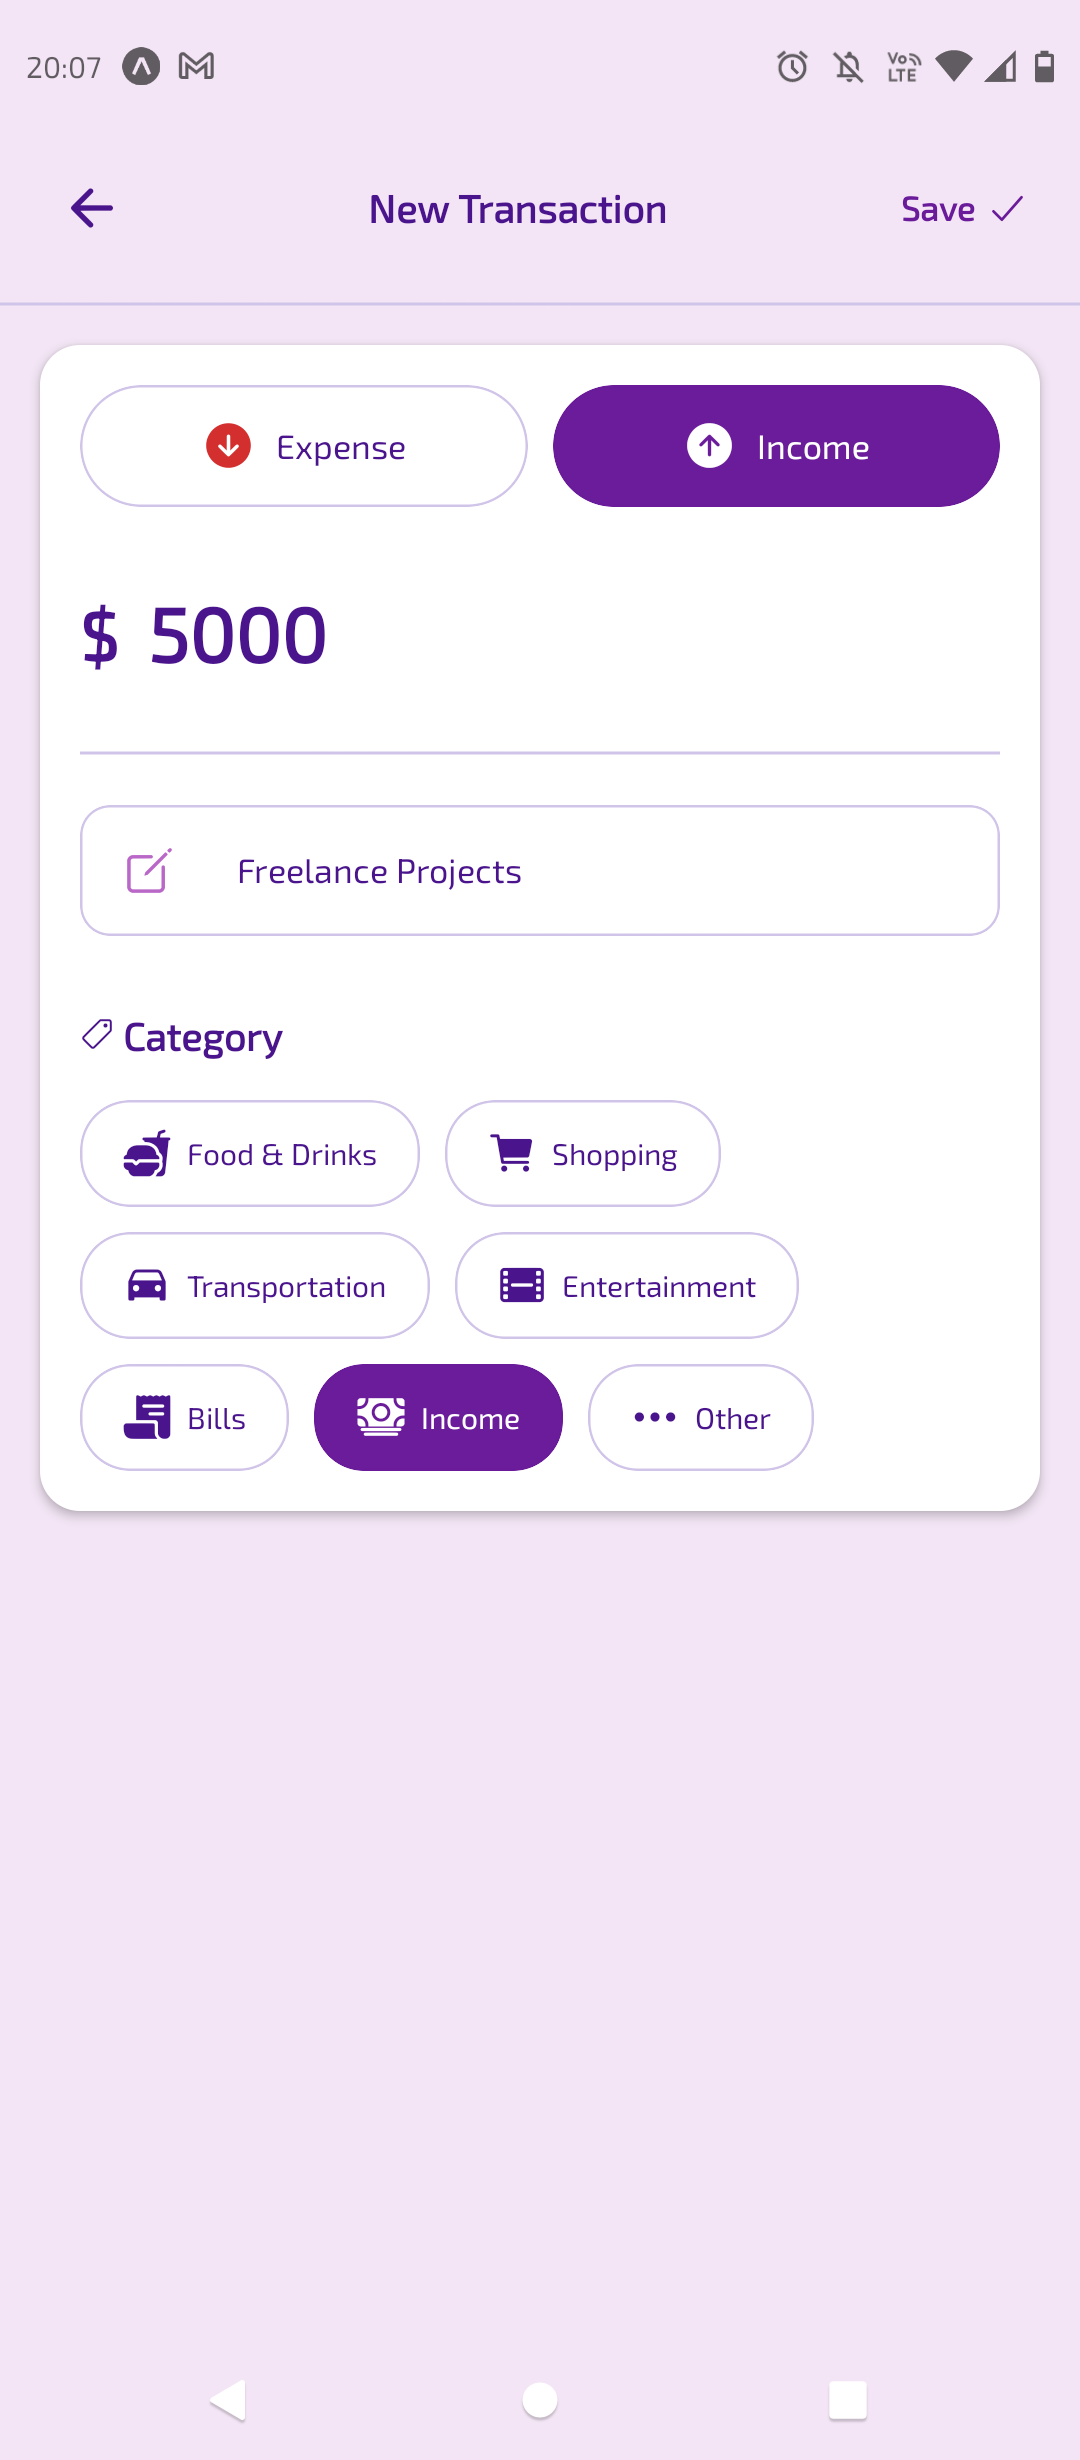 20:07 Vo LTE
New Transaction Save
Expense Income
$ 5000
Freelance Projects
Category
Food & Drinks Shopping
Transportation Entertainment
Bills Income Other